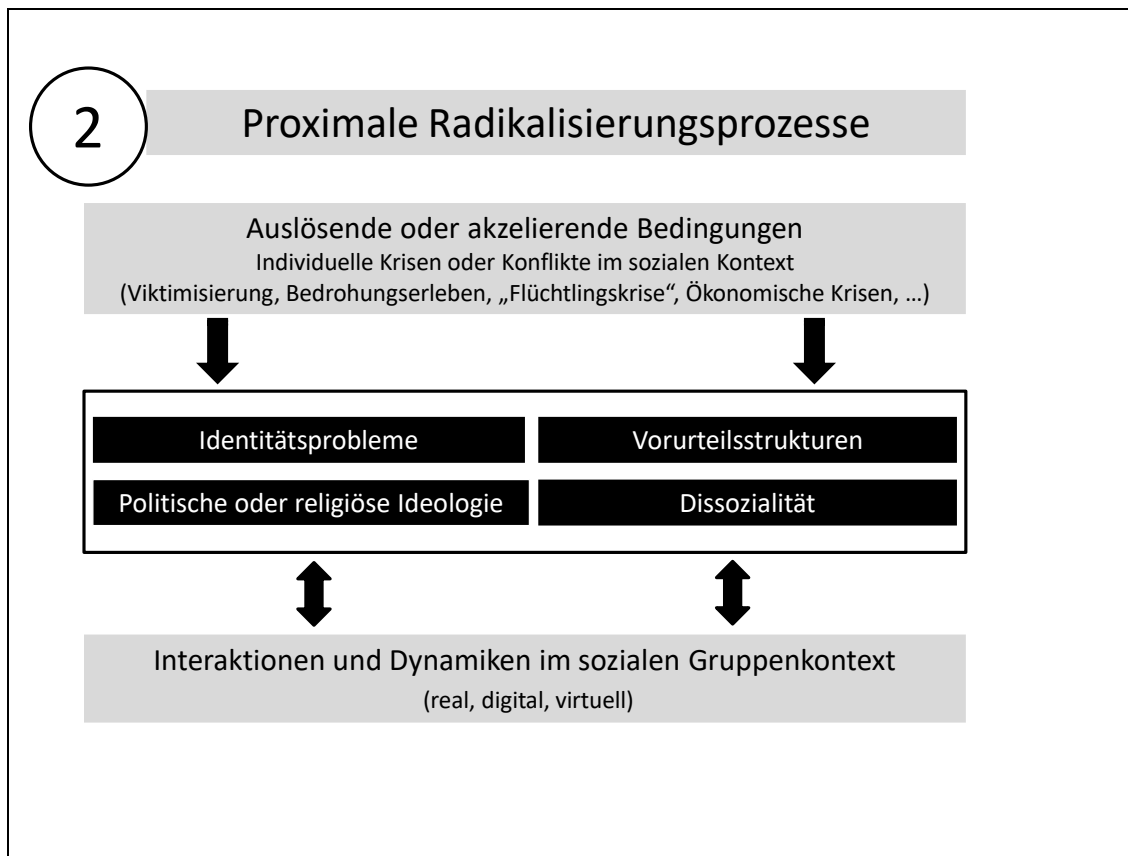 2
Proximale Radikalisierungsprozesse
Auslösende oder akzelierende Bedingungen
Individuelle Krisen oder Konflikte im sozialen Kontext
(Viktimisierung, Bedrohungserleben, „Flüchtlingskrise“, Ökonomische Krisen, ...)
Identitätsprobleme
Vorurteilsstrukturen
Politische oder religiöse Ideologie
Dissozialität
Interaktionen und Dynamiken im sozialen Gruppenkontext
(real, digital, virtuell)